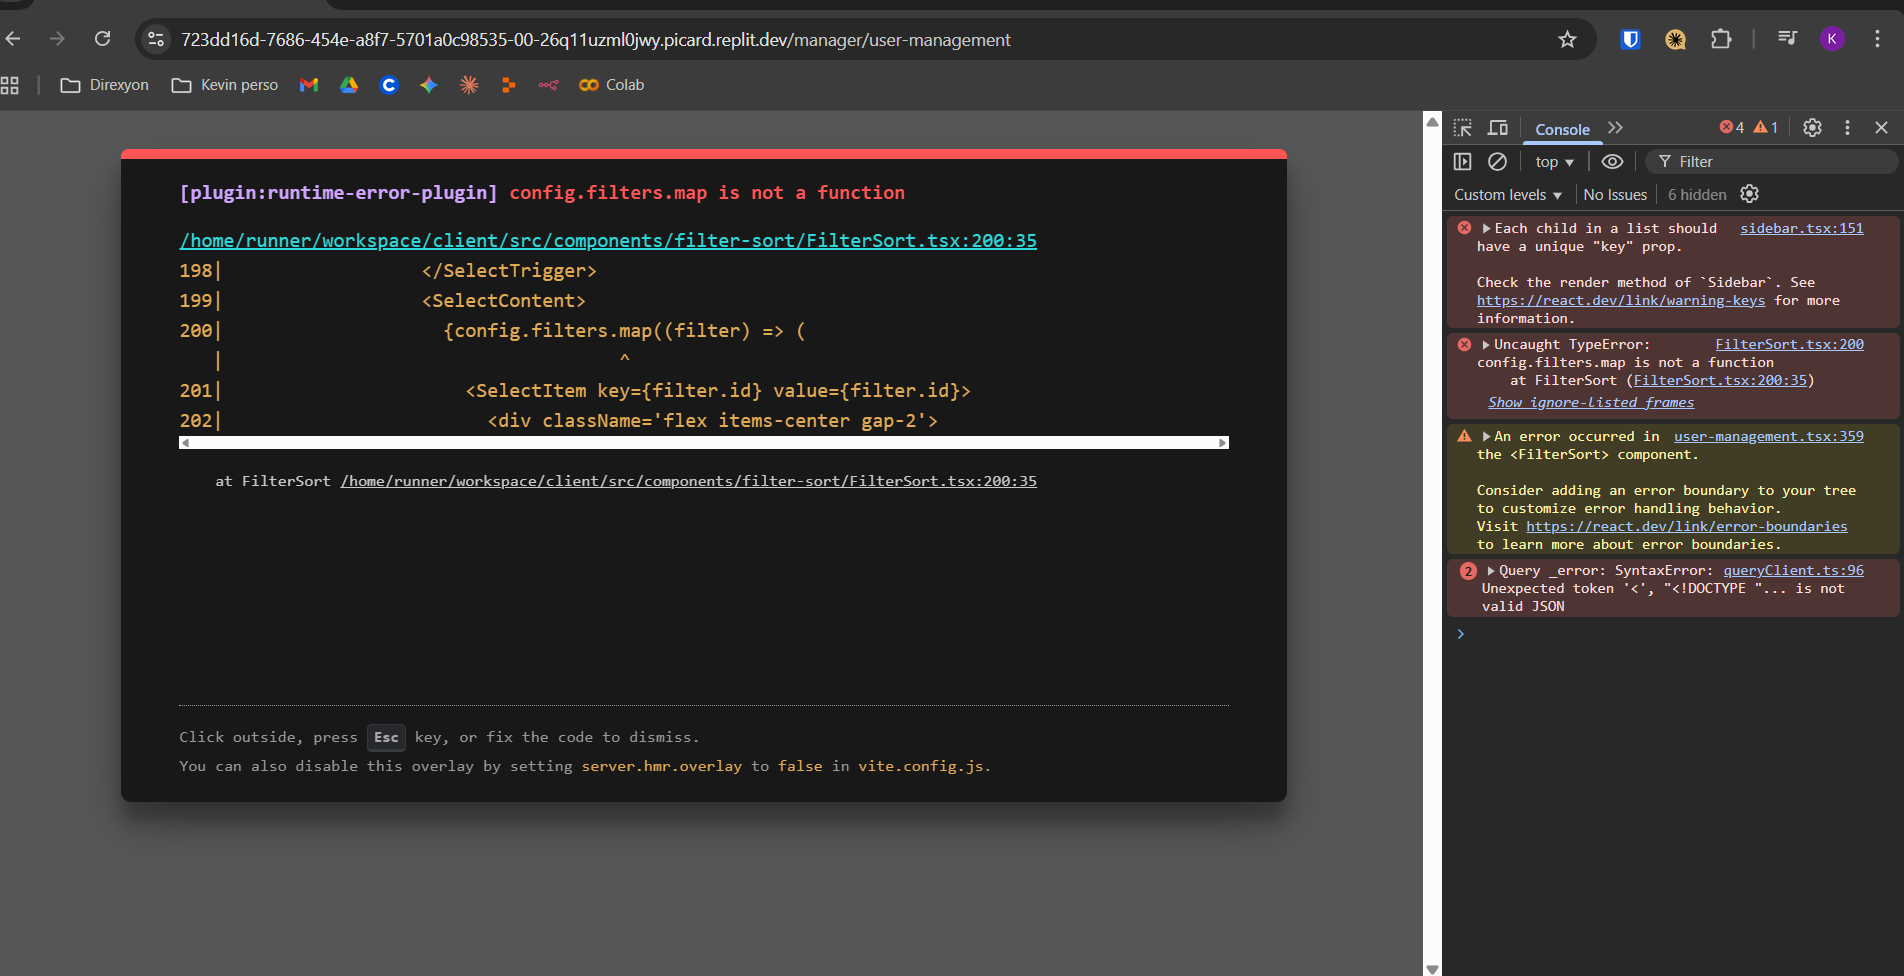 723dd16d-7686-454e-a8f7-5701a0c98535-00-26q11uzml0jwy.picard.replit.dev/manager/user-management
K
Direxyon
Kevin perso
Colab
[plugin:runtime-error-plugin] config.filters.map is not a function
/home/runner/workspace/client/src/components/filter-sort/FilterSort.tsx:200:35
198| </SelectTrigger>
199| <SelectContent>
200| {config.filters.map((filter) => (
| ^
201| <SelectItem key={filter.id} value={filter.id}>
202| <div className='flex items-center gap-2'>
at FilterSort /home/runner/workspace/client/src/components/filter-sort/FilterSort.tsx:200:35
Click outside, press Esc key, or fix the code to dismiss.
You can also disable this overlay by setting server.hmr.overlay to false in vite.config.js.
Console
4 1
top
Filter
Custom levels
No Issues
6 hidden
Each child in a list should sidebar.tsx:151
have a unique "key" prop.
Check the render method of `Sidebar`. See
https://react.dev/link/warning-keys for more
information.
Uncaught TypeError: FilterSort.tsx:200
config.filters.map is not a function
at FilterSort (FilterSort.tsx:200:35)
Show ignore-listed frames
An error occurred in user-management.tsx:359
the <FilterSort> component.
Consider adding an error boundary to your tree
to customize error handling behavior.
Visit https://react.dev/link/error-boundaries
to learn more about error boundaries.
2 Query _error: SyntaxError: queryClient.ts:96
Unexpected token '<', "<!DOCTYPE "... is not
valid JSON